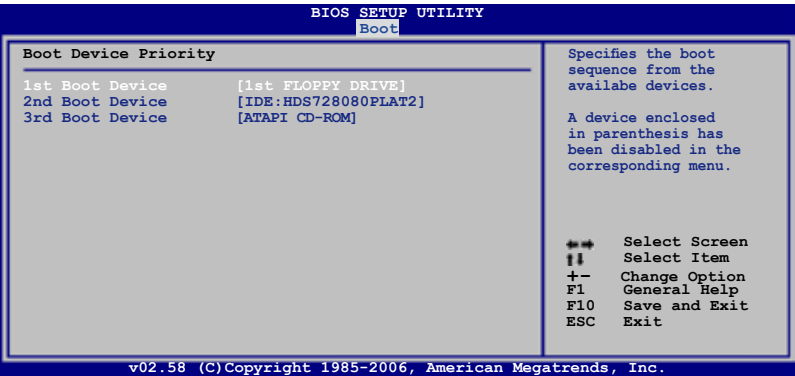 BIOS SETUP UTILITY
Boot
Boot Device Priority
1st Boot Device [1st FLOPPY DRIVE]
2nd Boot Device [IDE:HDS728080PLAT2]
3rd Boot Device [ATAPI CD-ROM]
Specifies the boot
sequence from the
availabe devices.
A device enclosed
in parenthesis has
been disabled in the
corresponding menu.
←→ Select Screen
↑↓ Select Item
+- Change Option
F1 General Help
F10 Save and Exit
ESC Exit
v02.58 (C)Copyright 1985-2006, American Megatrends, Inc.